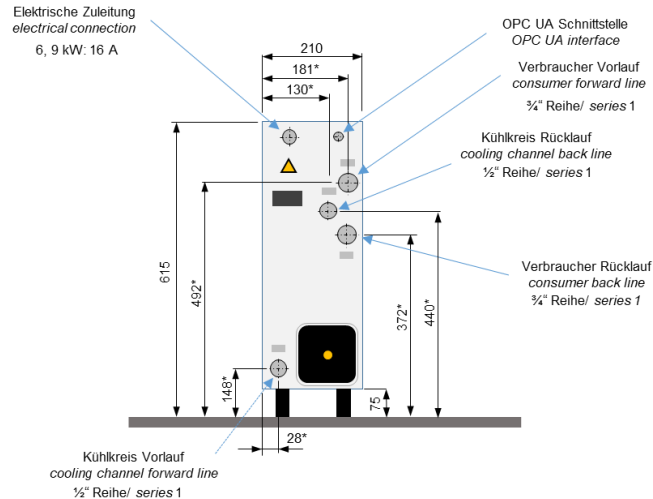 Elektrische Zuleitung
electrical connection
6, 9 kW: 16 A
OPC UA Schnittstelle
OPC UA interface
Verbraucher Vorlauf
consumer forward line
¾“ Reihe/ series 1
Kühlkreis Rücklauf
cooling channel back line
½“ Reihe/ series 1
Verbraucher Rücklauf
consumer back line
¾“ Reihe/ series 1
210
181*
130*
615
492*
148*
372*
440*
75
28*
Kühlkreis Vorlauf
cooling channel forward line
½“ Reihe/ series 1